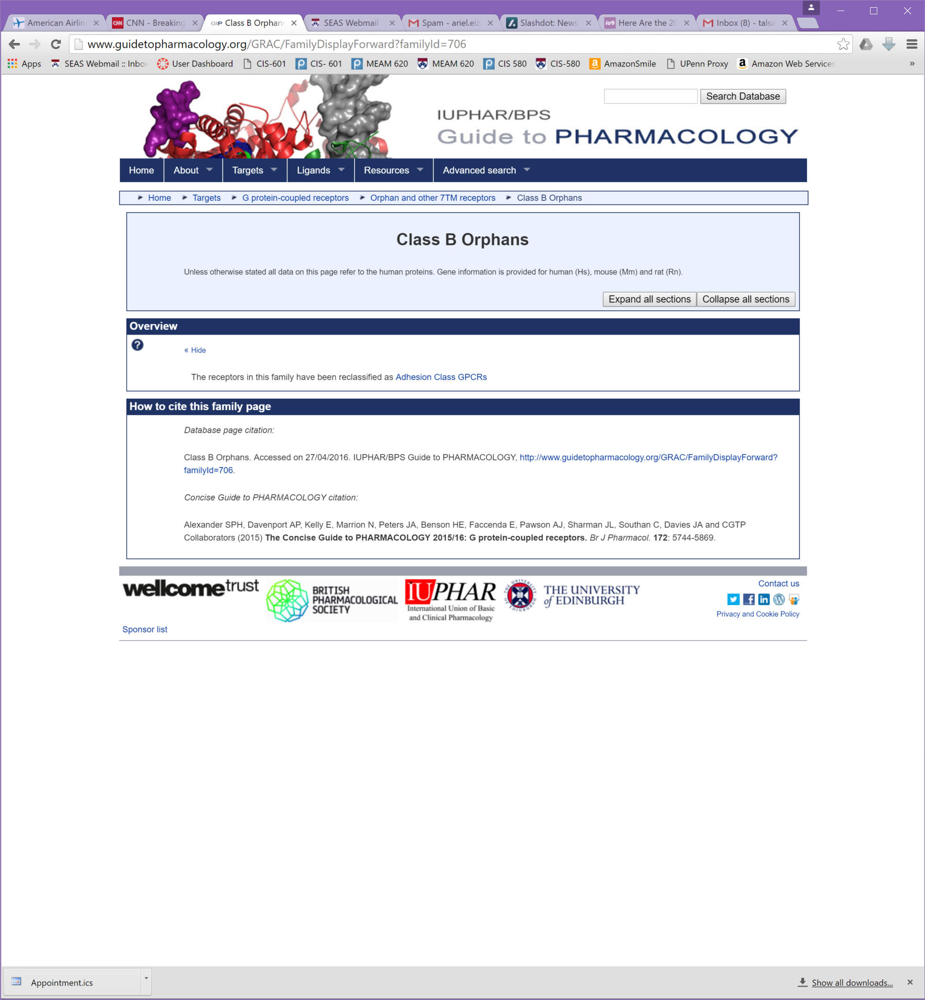 American Airlin
CNN - Breaking
GtP Class B Orphans
SEAS Webmail
Spam - ariel.eiz
Slashdot: News
io9 Here Are the 20
Inbox (8) - talsa
www.guidetopharmacology.org/GRAC/FamilyDisplayForward?familyId=706
Apps
SEAS Webmail :: Inbo
User Dashboard
CIS-601
CIS- 601
MEAM 620
MEAM 620
CIS 580
CIS-580
AmazonSmile
UPenn Proxy
Amazon Web Services
»
Search Database
IUPHAR/BPS
Guide to PHARMACOLOGY
Home
About
Targets
Ligands
Resources
Advanced search
Home
Targets
G protein-coupled receptors
Orphan and other 7TM receptors
Class B Orphans
Class B Orphans
Unless otherwise stated all data on this page refer to the human proteins. Gene information is provided for human (Hs), mouse (Mm) and rat (Rn).
Expand all sections
Collapse all sections
Overview
?
« Hide
The receptors in this family have been reclassified as Adhesion Class GPCRs
How to cite this family page
Database page citation:
Class B Orphans. Accessed on 27/04/2016. IUPHAR/BPS Guide to PHARMACOLOGY, http://www.guidetopharmacology.org/GRAC/FamilyDisplayForward?
familyId=706.
Concise Guide to PHARMACOLOGY citation:
Alexander SPH, Davenport AP, Kelly E, Marrion N, Peters JA, Benson HE, Faccenda E, Pawson AJ, Sharman JL, Southan C, Davies JA and CGTP
Collaborators (2015) The Concise Guide to PHARMACOLOGY 2015/16: G protein-coupled receptors. Br J Pharmacol. 172: 5744-5869.
wellcometrust
BRITISH
PHARMACOLOGICAL
SOCIETY
IUPHAR
International Union of Basic
and Clinical Pharmacology
THE UNIVERSITY
of EDINBURGH
Contact us
Privacy and Cookie Policy
Sponsor list
Appointment.ics
Show all downloads...